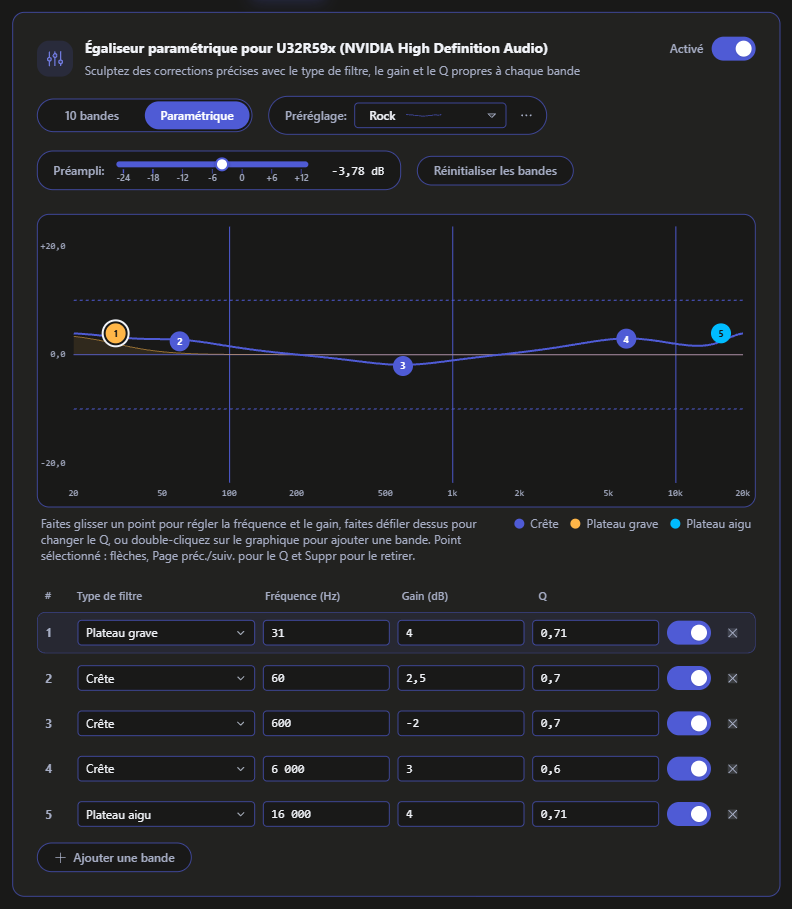 Égaliseur paramétrique pour U32R59x (NVIDIA High Definition Audio)
Activé
Sculptez des corrections précises avec le type de filtre, le gain et le Q propres à chaque bande
10 bandes
Paramétrique
Préréglage:
Rock
...
Préampli:
-24 -18 -12 -6 0 +6 +12
-3,78 dB
Réinitialiser les bandes
+20,0
0,0
-20,0
1 2 3 4 5
20 50 100 200 500 1k 2k 5k 10k 20k
Faites glisser un point pour régler la fréquence et le gain, faites défiler dessus pour
changer le Q, ou double-cliquez sur le graphique pour ajouter une bande. Point
sélectionné : flèches, Page préc./suiv. pour le Q et Suppr pour le retirer.
Crête Plateau grave Plateau aigu
# Type de filtre Fréquence (Hz) Gain (dB) Q
1 Plateau grave 31 4 0,71
2 Crête 60 2,5 0,7
3 Crête 600 -2 0,7
4 Crête 6 000 3 0,6
5 Plateau aigu 16 000 4 0,71
+ Ajouter une bande